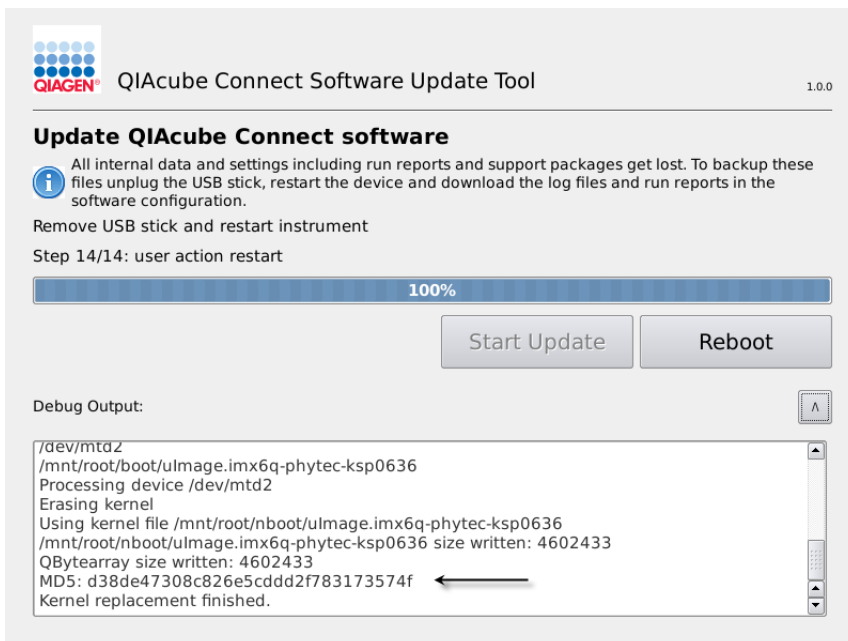 QIAGEN®
QIAcube Connect Software Update Tool
1.0.0
Update QIAcube Connect software
All internal data and settings including run reports and support packages get lost. To backup these
files unplug the USB stick, restart the device and download the log files and run reports in the
software configuration.
Remove USB stick and restart instrument
Step 14/14: user action restart
100%
Start Update
Reboot
Debug Output:
/dev/mtd2
/mnt/root/boot/uImage.imx6q-phytec-ksp0636
Processing device /dev/mtd2
Erasing kernel
Using kernel file /mnt/root/nboot/uImage.imx6q-phytec-ksp0636
/mnt/root/nboot/uImage.imx6q-phytec-ksp0636 size written: 4602433
QBytearray size written: 4602433
MD5: d38de47308c826e5cddd2f783173574f
Kernel replacement finished.